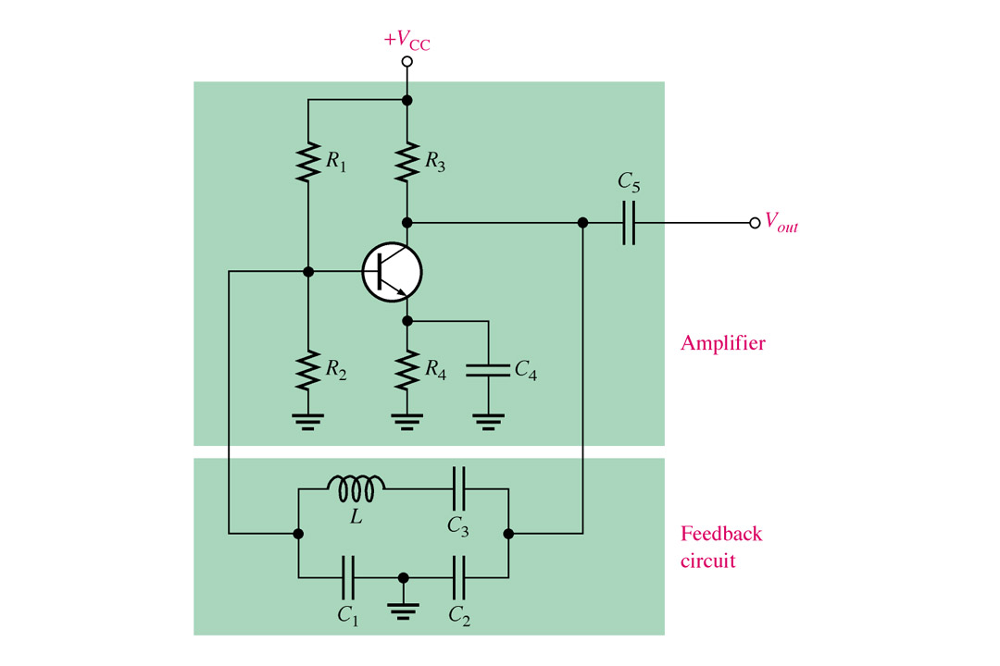 +VCC
R1
R3
C5
Vout
Amplifier
R2
R4
C4
L
C3
Feedback
circuit
C1
C2